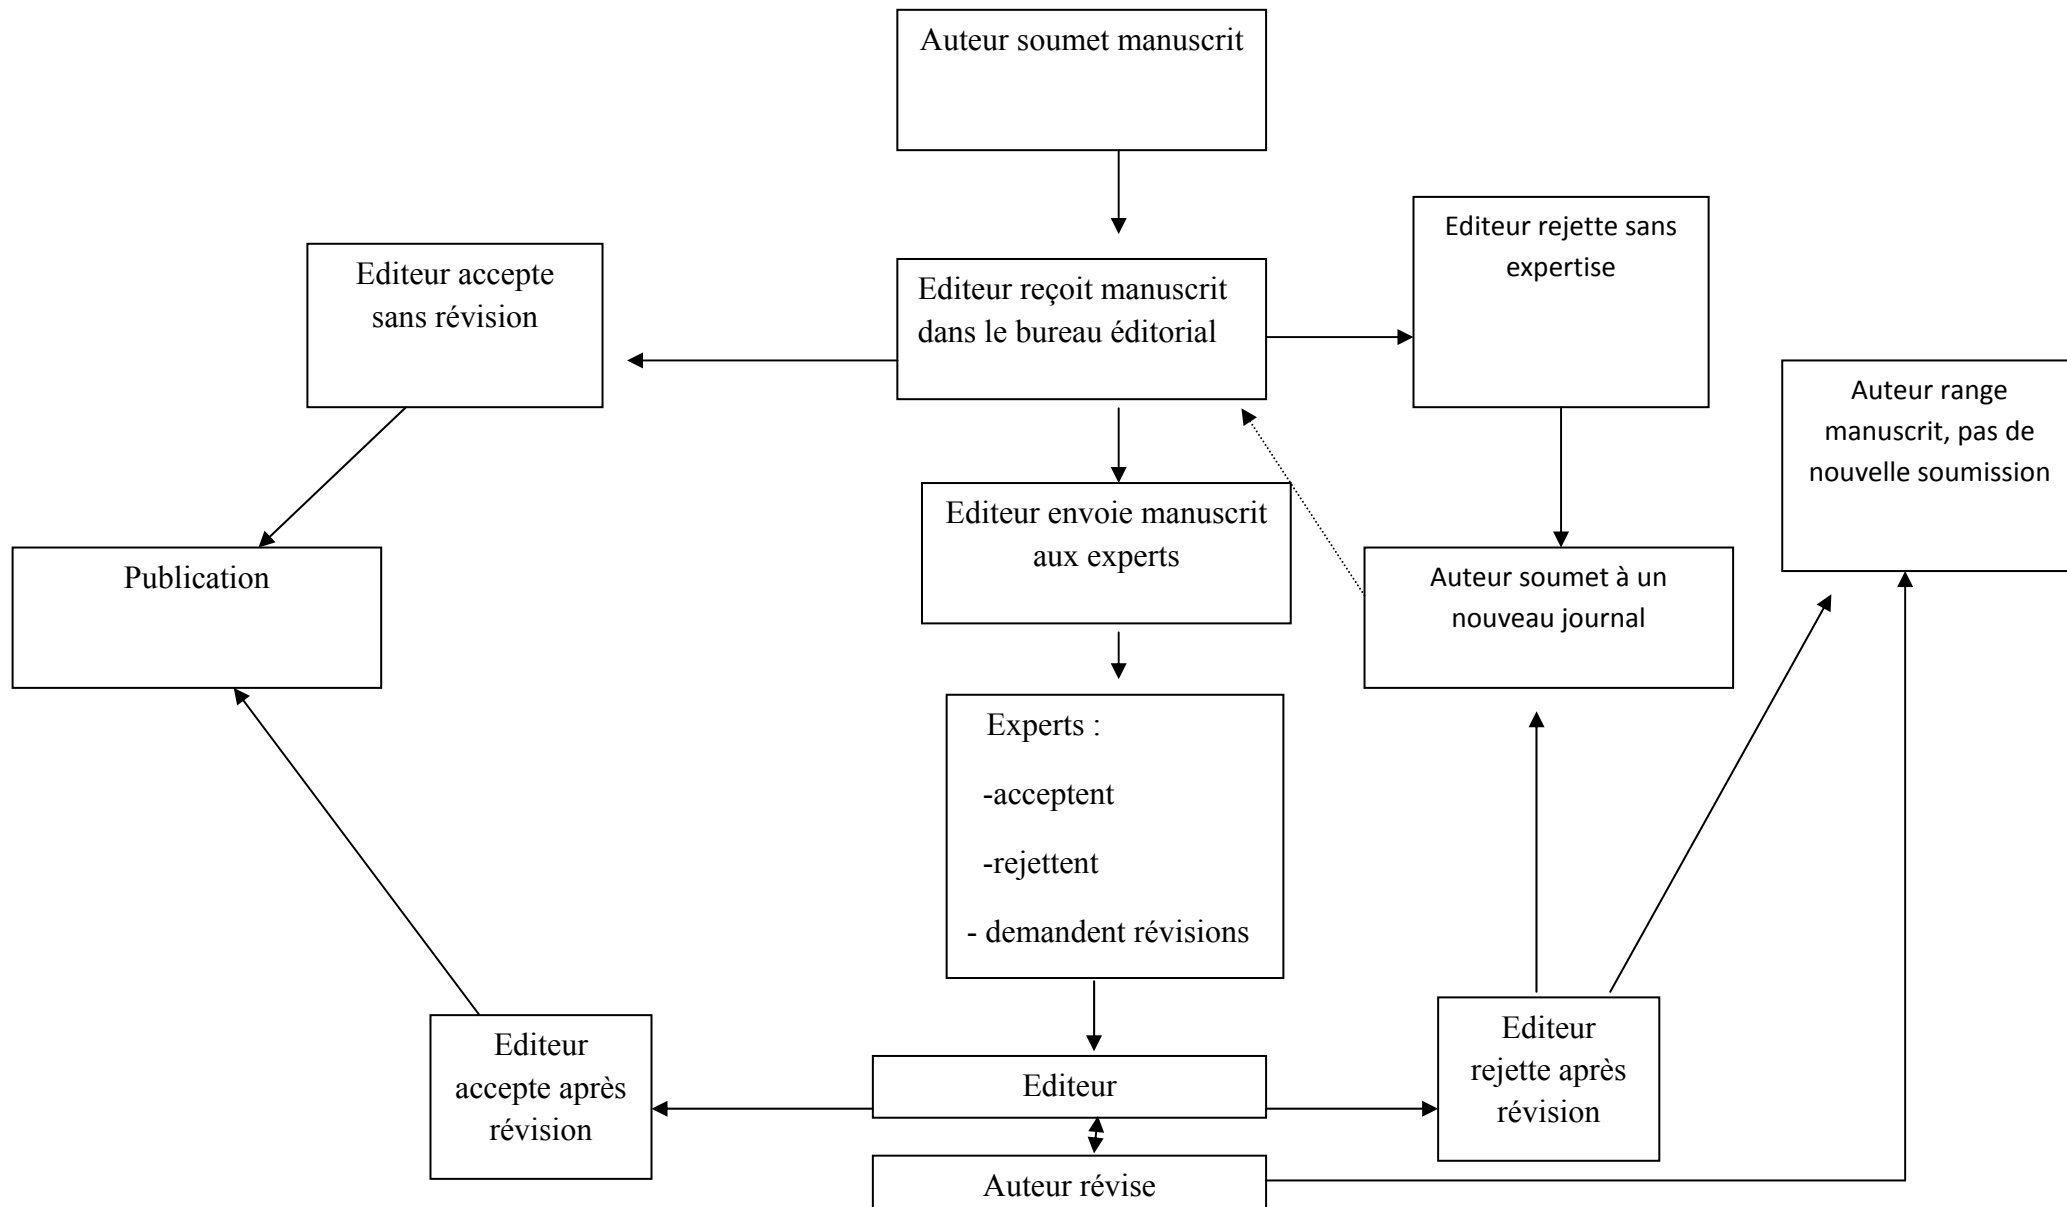 Auteur soumet manuscrit
Editeur rejette sans
expertise
Editeur accepte
sans révision
Editeur reçoit manuscrit
dans le bureau éditorial
Auteur range
manuscrit, pas de
nouvelle soumission
Editeur envoie manuscrit
aux experts
Publication
Auteur soumet à un
nouveau journal
Experts :
-acceptent
-rejettent
- demandent révisions
Editeur
accepte après
révision
Editeur
Editeur
rejette après
révision
Auteur révise